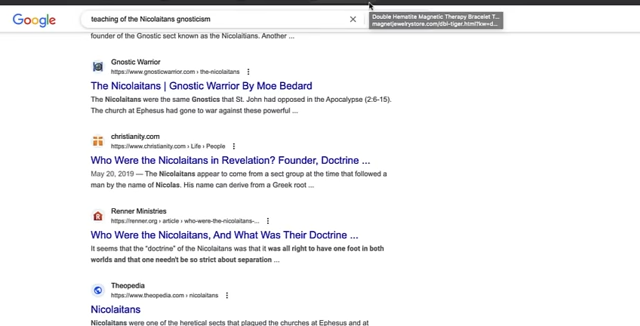 Google
teaching of the Nicolaitans gnosticism
Double Hematite Magnetic Therapy Bracelet T...
magnetjewelrystore.com/dbl-tiger.html?kw=d...
founder of the Gnostic sect known as the Nicolaitians. Another ...
Gnostic Warrior
https://www.gnosticwarrior.com › the-nicolaitans
The Nicolaitans | Gnostic Warrior By Moe Bedard
The Nicolaitans were the same Gnostics that St. John had opposed in the Apocalypse (2:6-15).
The church at Ephesus had gone to war against these powerful ...
christianity.com
https://www.christianity.com › Life › People
Who Were the Nicolaitans in Revelation? Founder, Doctrine ...
May 20, 2019 — The Nicolaitans appear to come from a sect group at the time that followed a
man by the name of Nicolas. His name can derive from a Greek root ...
Renner Ministries
https://renner.org › article › who-were-the-nicolaitans-...
Who Were the Nicolaitans, And What Was Their Doctrine ...
It seems that the "doctrine" of the Nicolaitans was that it was all right to have one foot in both
worlds and that one needn't be so strict about separation ...
Theopedia
https://www.theopedia.com › nicolaitans
Nicolaitans
Nicolaitans were one of the heretical sects that plagued the churches at Ephesus and at